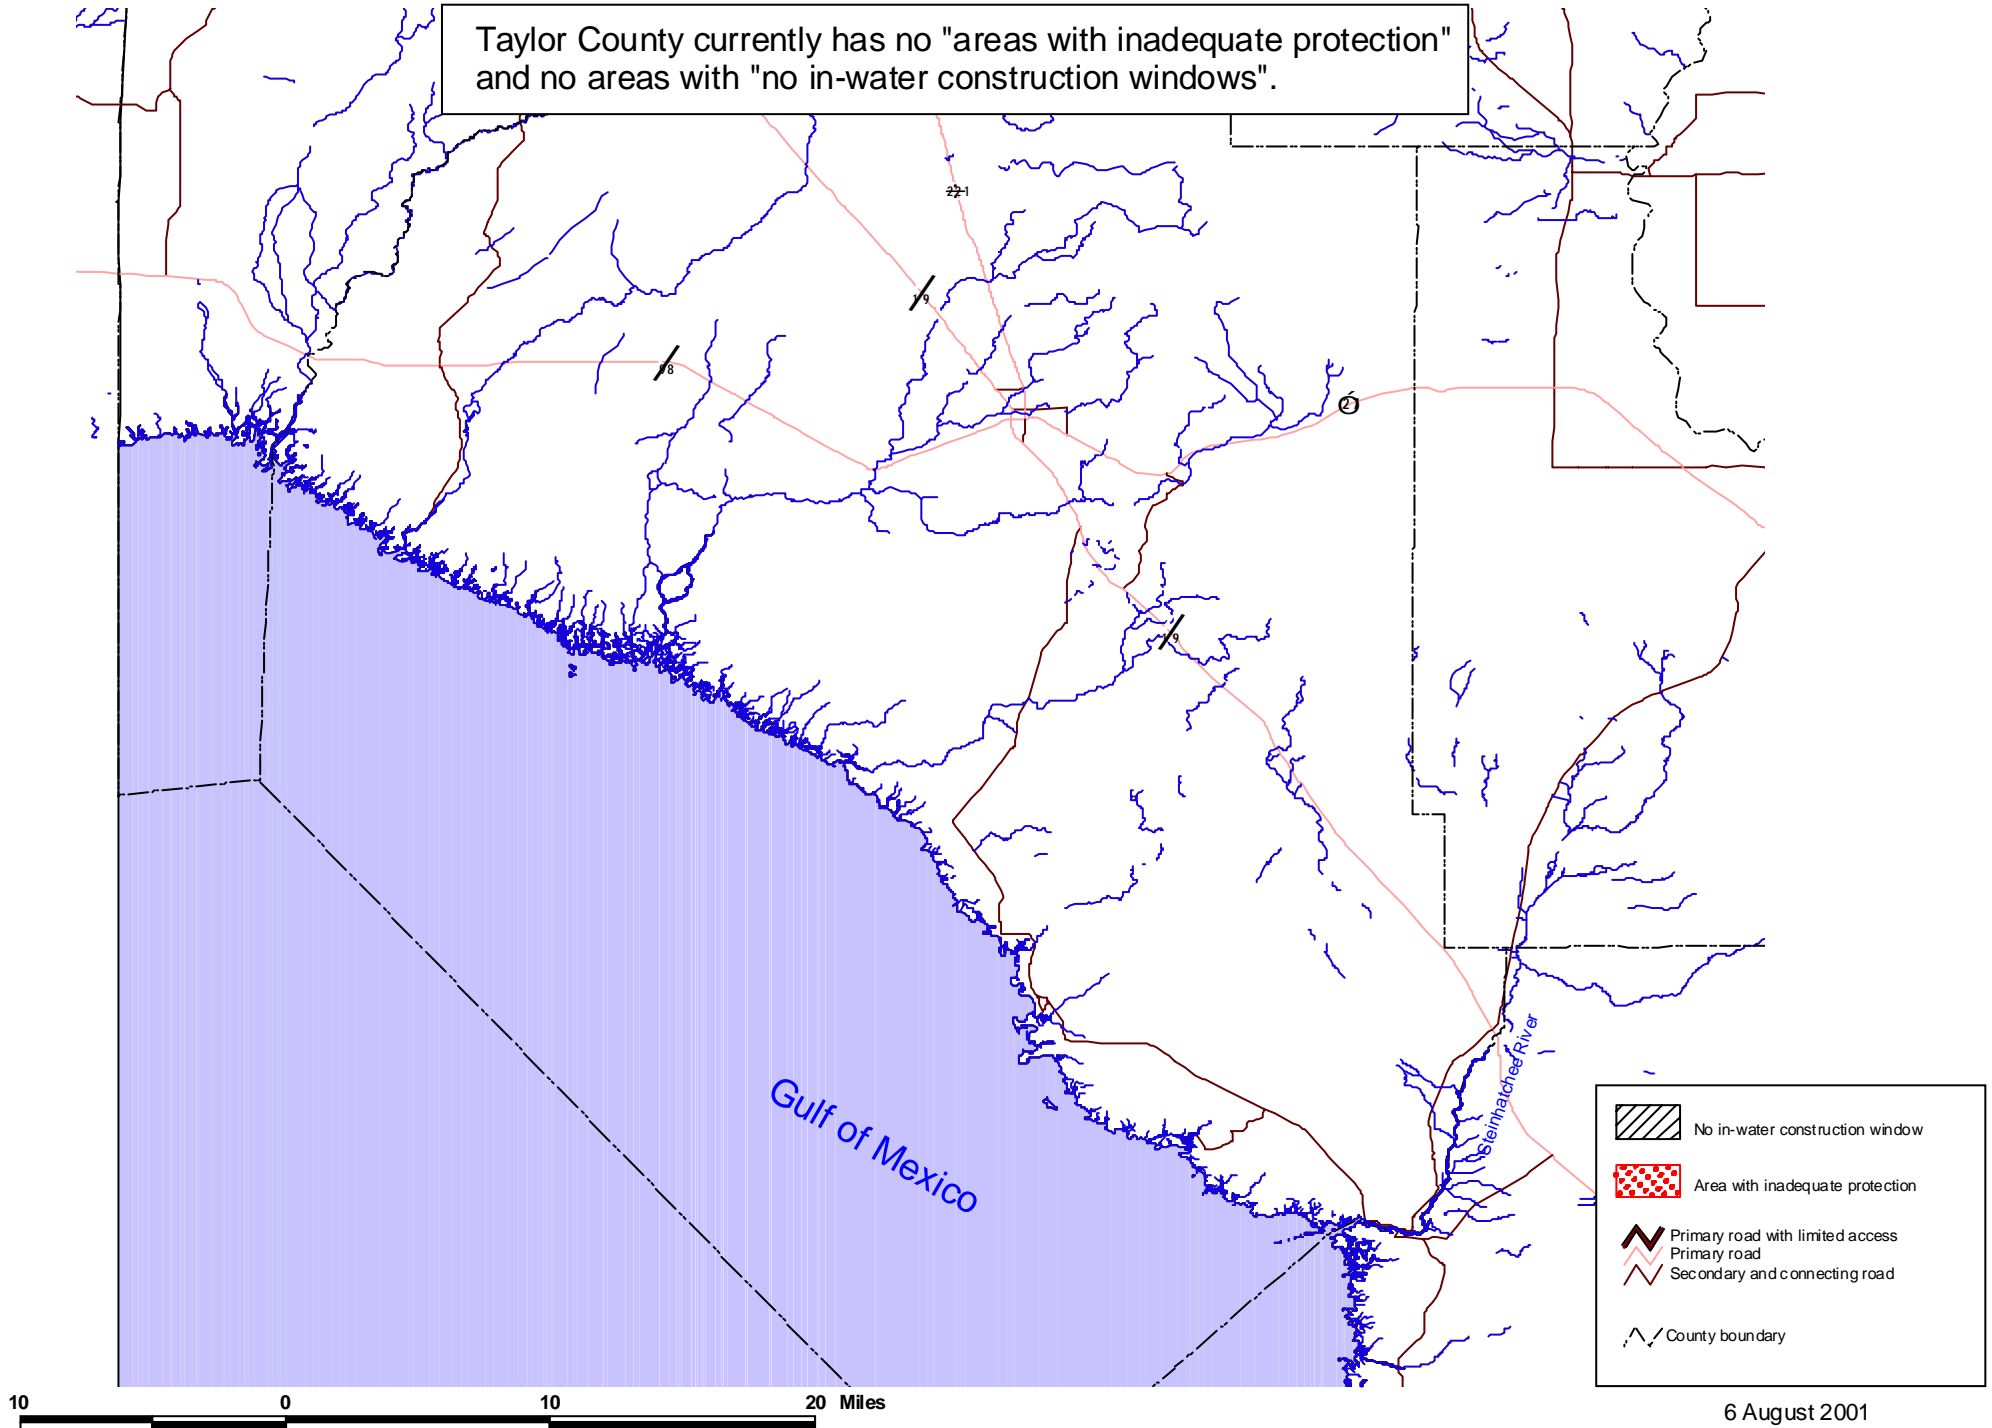 Taylor County currently has no "areas with inadequate protection"
and no areas with "no in-water construction windows".
221
19
98
21
19
Gulf of Mexico
Steinhatchee River
No in-water construction window
Area with inadequate protection
Primary road with limited access
Primary road
Secondary and connecting road
County boundary
10 0 10 20 Miles
6 August 2001